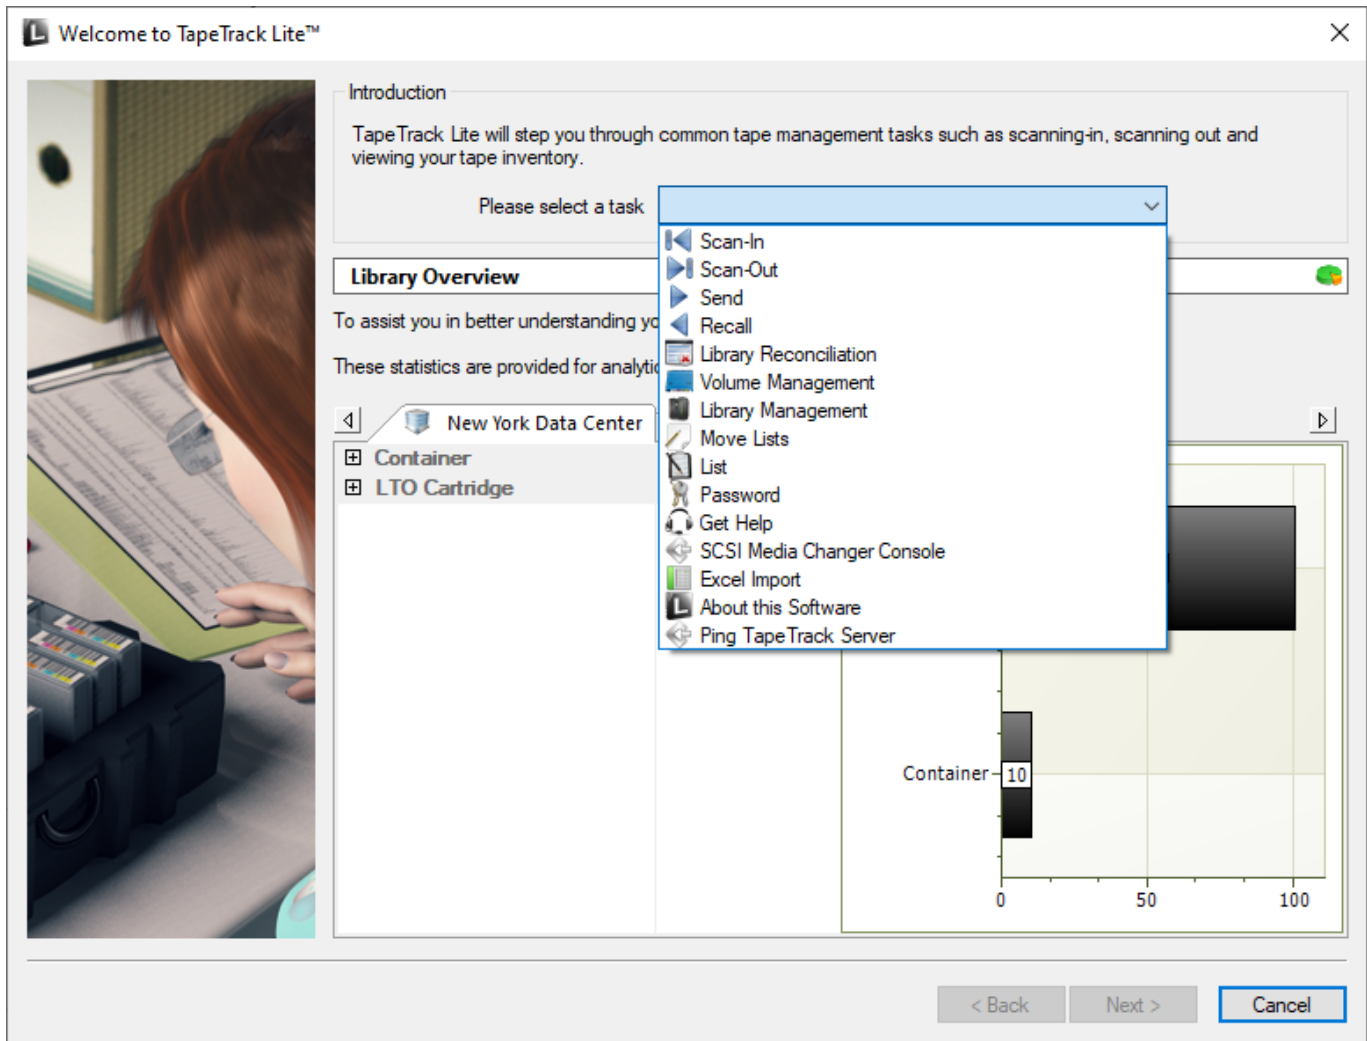 Welcome to TapeTrack Lite™
Introduction
TapeTrack Lite will step you through common tape management tasks such as scanning-in, scanning out and
viewing your tape inventory.
Please select a task
Scan-In
Scan-Out
Send
Recall
Library Reconciliation
Volume Management
Library Management
Move Lists
List
Password
Get Help
SCSI Media Changer Console
Excel Import
About this Software
Ping TapeTrack Server
Library Overview
To assist you in better understanding
These statistics are provided for
New York Data Center
Container
LTO Cartridge
Container
10
0 50 100
< Back Next > Cancel